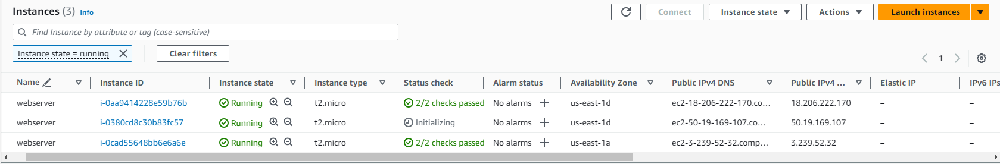 Instances (3) Info
Connect Instance state Actions Launch instances
Find Instance by attribute or tag (case-sensitive)
Instance state = running Clear filters
1
Name Instance ID Instance state Instance type Status check Alarm status Availability Zone Public IPv4 DNS Public IPv4 ... Elastic IP IPv6 IPs
webserver i-0aa9414228e59b76b Running t2.micro 2/2 checks passed No alarms + us-east-1d ec2-18-206-222-170.co... 18.206.222.170 – –
webserver i-0380cd8c30b83fc57 Running t2.micro Initializing No alarms + us-east-1d ec2-50-19-169-107.co... 50.19.169.107 – –
webserver i-0cad55648bb6e6a6e Running t2.micro 2/2 checks passed No alarms + us-east-1a ec2-3-239-52-32.comp... 3.239.52.32 – –